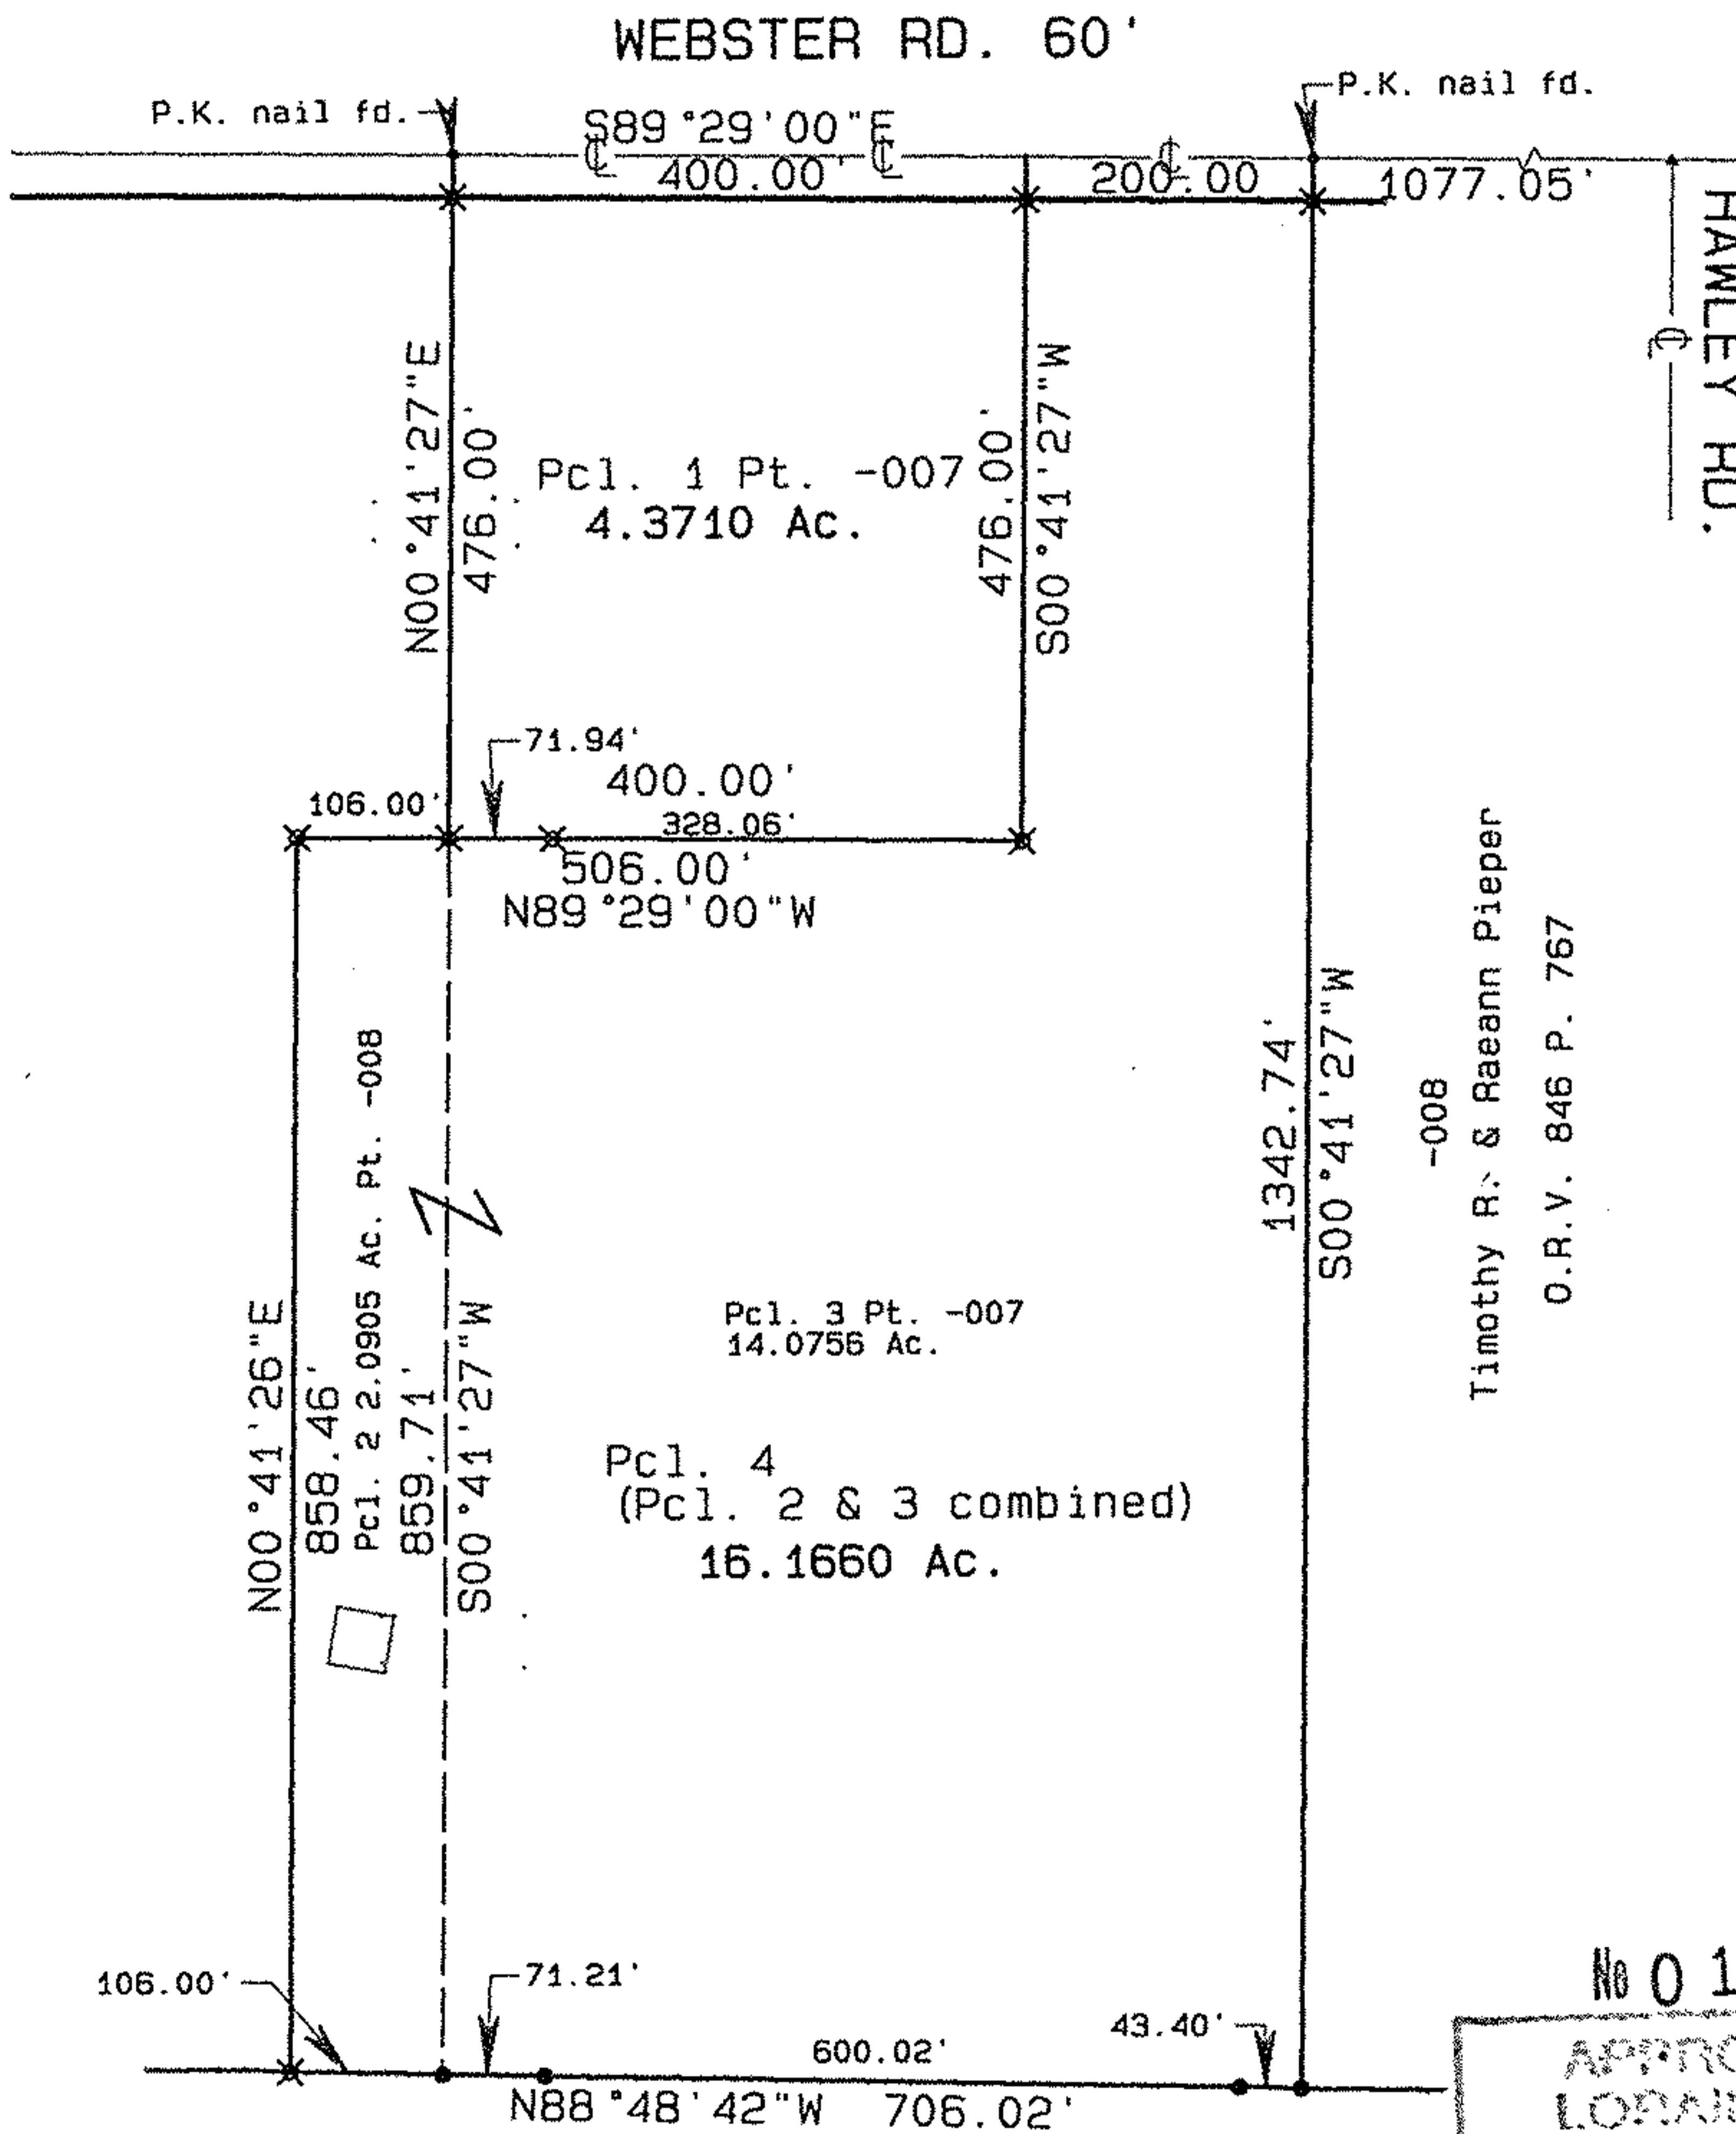 WEBSTER RD. 60'
P.K. nail fd.
P.K. nail fd.
S89°29'00"E
400.00'
200.00
1077.05'
HAWLEY RD.
N00°41'27"E
476.00'
Pcl. 1 Pt. -007
4.3710 Ac.
476.00'
S00°41'27"W
71.94'
400.00'
106.00'
328.06'
506.00'
N89°29'00"W
N00°41'26"E
858.46'
Pcl. 2 2.0905 Ac. Pt. -008
859.71'
S00°41'27"W
Pcl. 3 Pt. -007
14.0756 Ac.
Pcl. 4
(Pcl. 2 & 3 combined)
16.1660 Ac.
1342.74'
S00°41'27"W
-008
Timothy R. & Raeann Pieper
O.R.V. 846 P. 767
106.00'
71.21'
600.02'
43.40'
N88°48'42"W 706.02'
No 01
APPRO
LORAIN